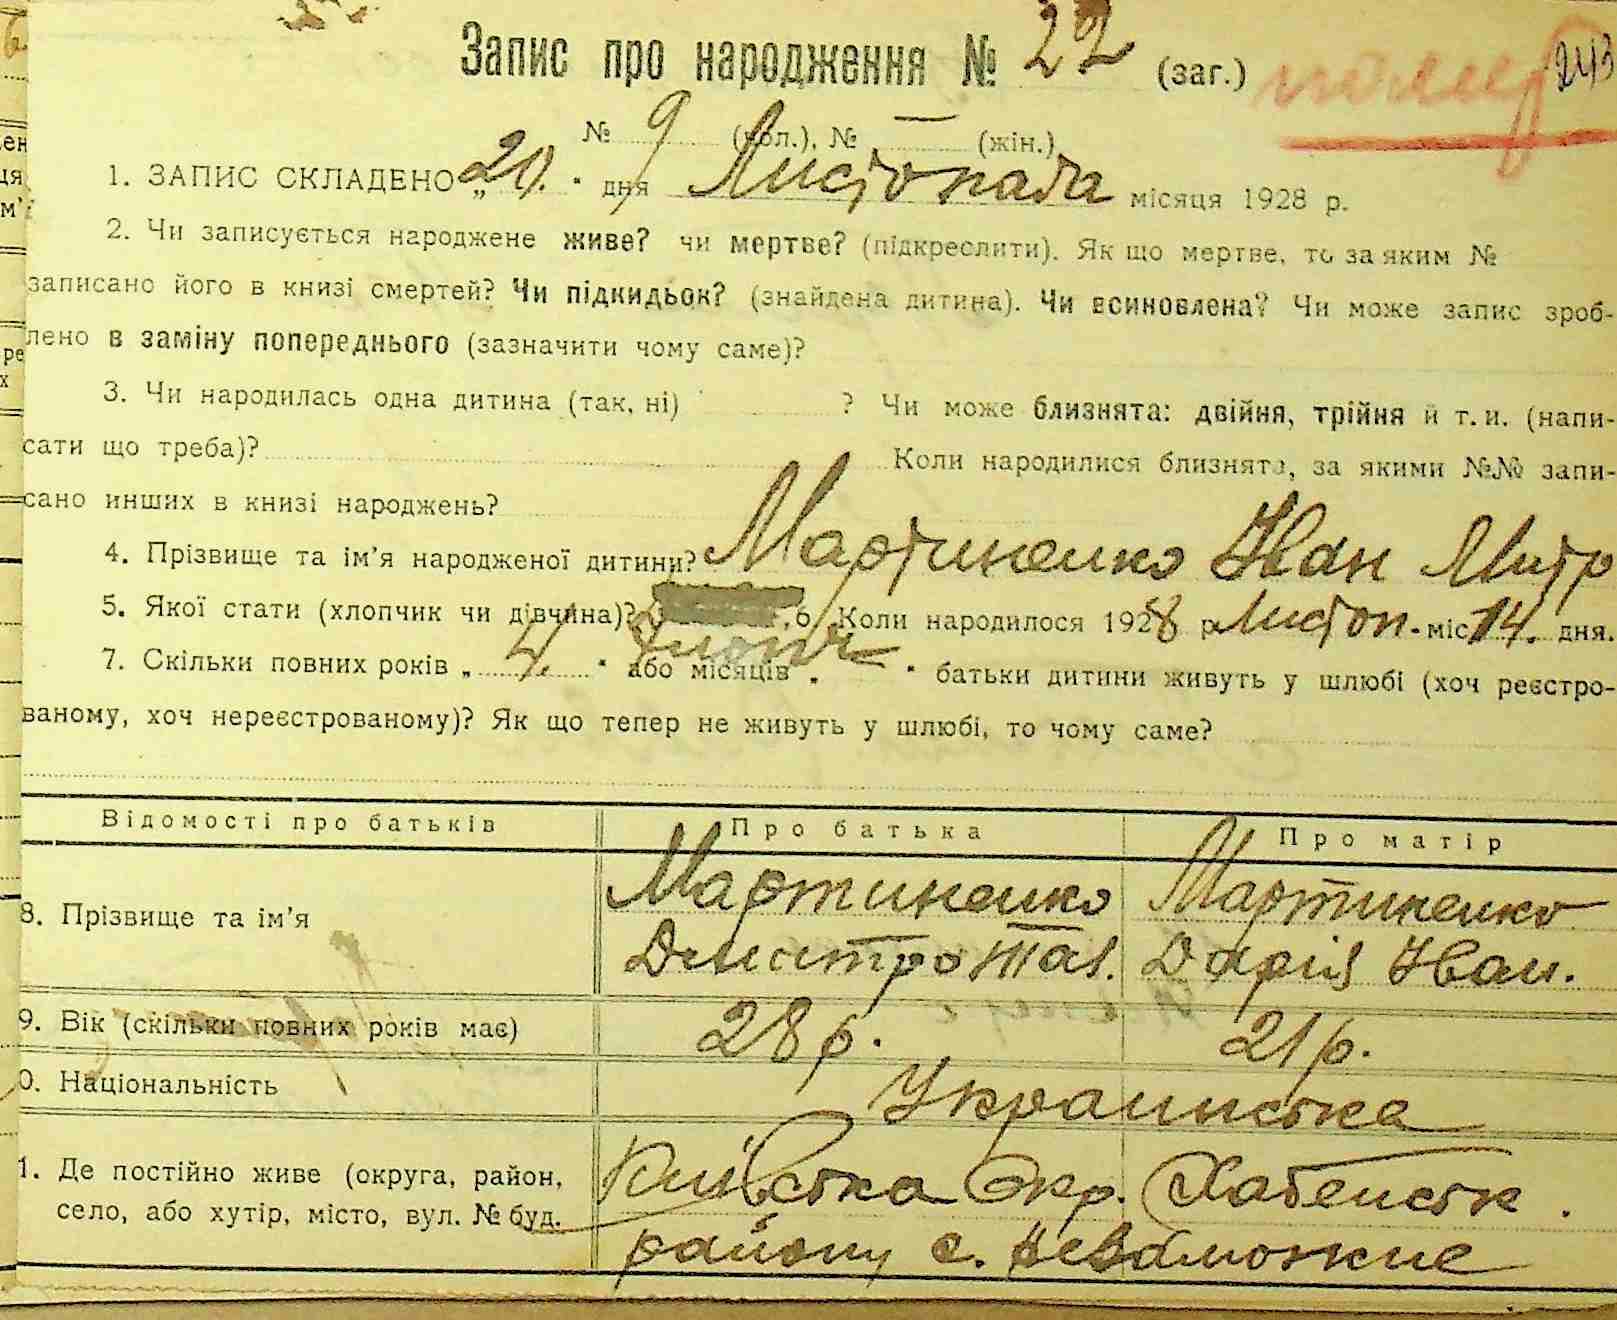 Запис про народження № 22 (заг.) помер 243
№ 9 (чол.), № — (жін.)
1. ЗАПИС СКЛАДЕНО „20." дня Листопада місяця 1928 р.
2. Чи записується народжене живе? чи мертве? (підкреслити). Як що мертве, то за яким №
записано його в книзі смертей? Чи підкидьок? (знайдена дитина). Чи всиновлена? Чи може запис зроб-
лено в заміну попереднього (зазначити чому саме)?
3. Чи народилась одна дитина (так, ні) ? Чи може близнята: двійня, трійня й т. и. (напи-
сати що треба)? Коли народилися близнята, за якими №№ запи-
сано инших в книзі народжень?
4. Прізвище та ім'я народженої дитини? Мартиненко Іван Митр
5. Якої стати (хлопчик чи дівчина)? хлопч 6. Коли народилося 1928 р Листоп. міс 14. дня.
7. Скільки повних років „ 4. " або місяців „ " батьки дитини живуть у шлюбі (хоч реєстро-
ваному, хоч нереєстрованому)? Як що тепер не живуть у шлюбі, то чому саме?
Відомості про батьків Про батька Про матір
8. Прізвище та ім'я Мартиненко Мартиненко
Дмитро Дарія Іван.
9. Вік (скільки повних років має) 28 р. 21 р.
0. Національність Украинська
1. Де постійно живе (округа, район, Київська Окр. Хабенськ.
село, або хутір, місто, вул. № буд. району с.